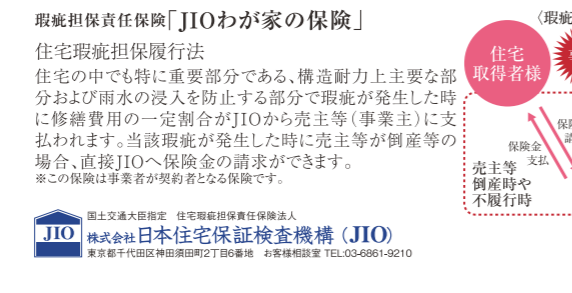 瑕疵担保責任保険「JIOわが家の保険」
住宅瑕疵担保履行法
住宅の中でも特に重要部分である、構造耐力上主要な部
分および雨水の浸入を防止する部分で瑕疵が発生した時
に修繕費用の一定割合がJIOから売主等(事業主)に支
払われます。当該瑕疵が発生した時に売主等が倒産等の
場合、直接JIOへ保険金の請求ができます。
※この保険は事業者が契約者となる保険です。
JIO
国土交通大臣指定 住宅瑕疵担保責任保険法人
株式会社日本住宅保証検査機構(JIO)
東京都千代田区神田須田町2丁目6番地 お客様相談室 TEL:03-6861-9210
〈瑕疵
住宅
取得者様
保険金
支払
売主等
倒産時や
不履行時